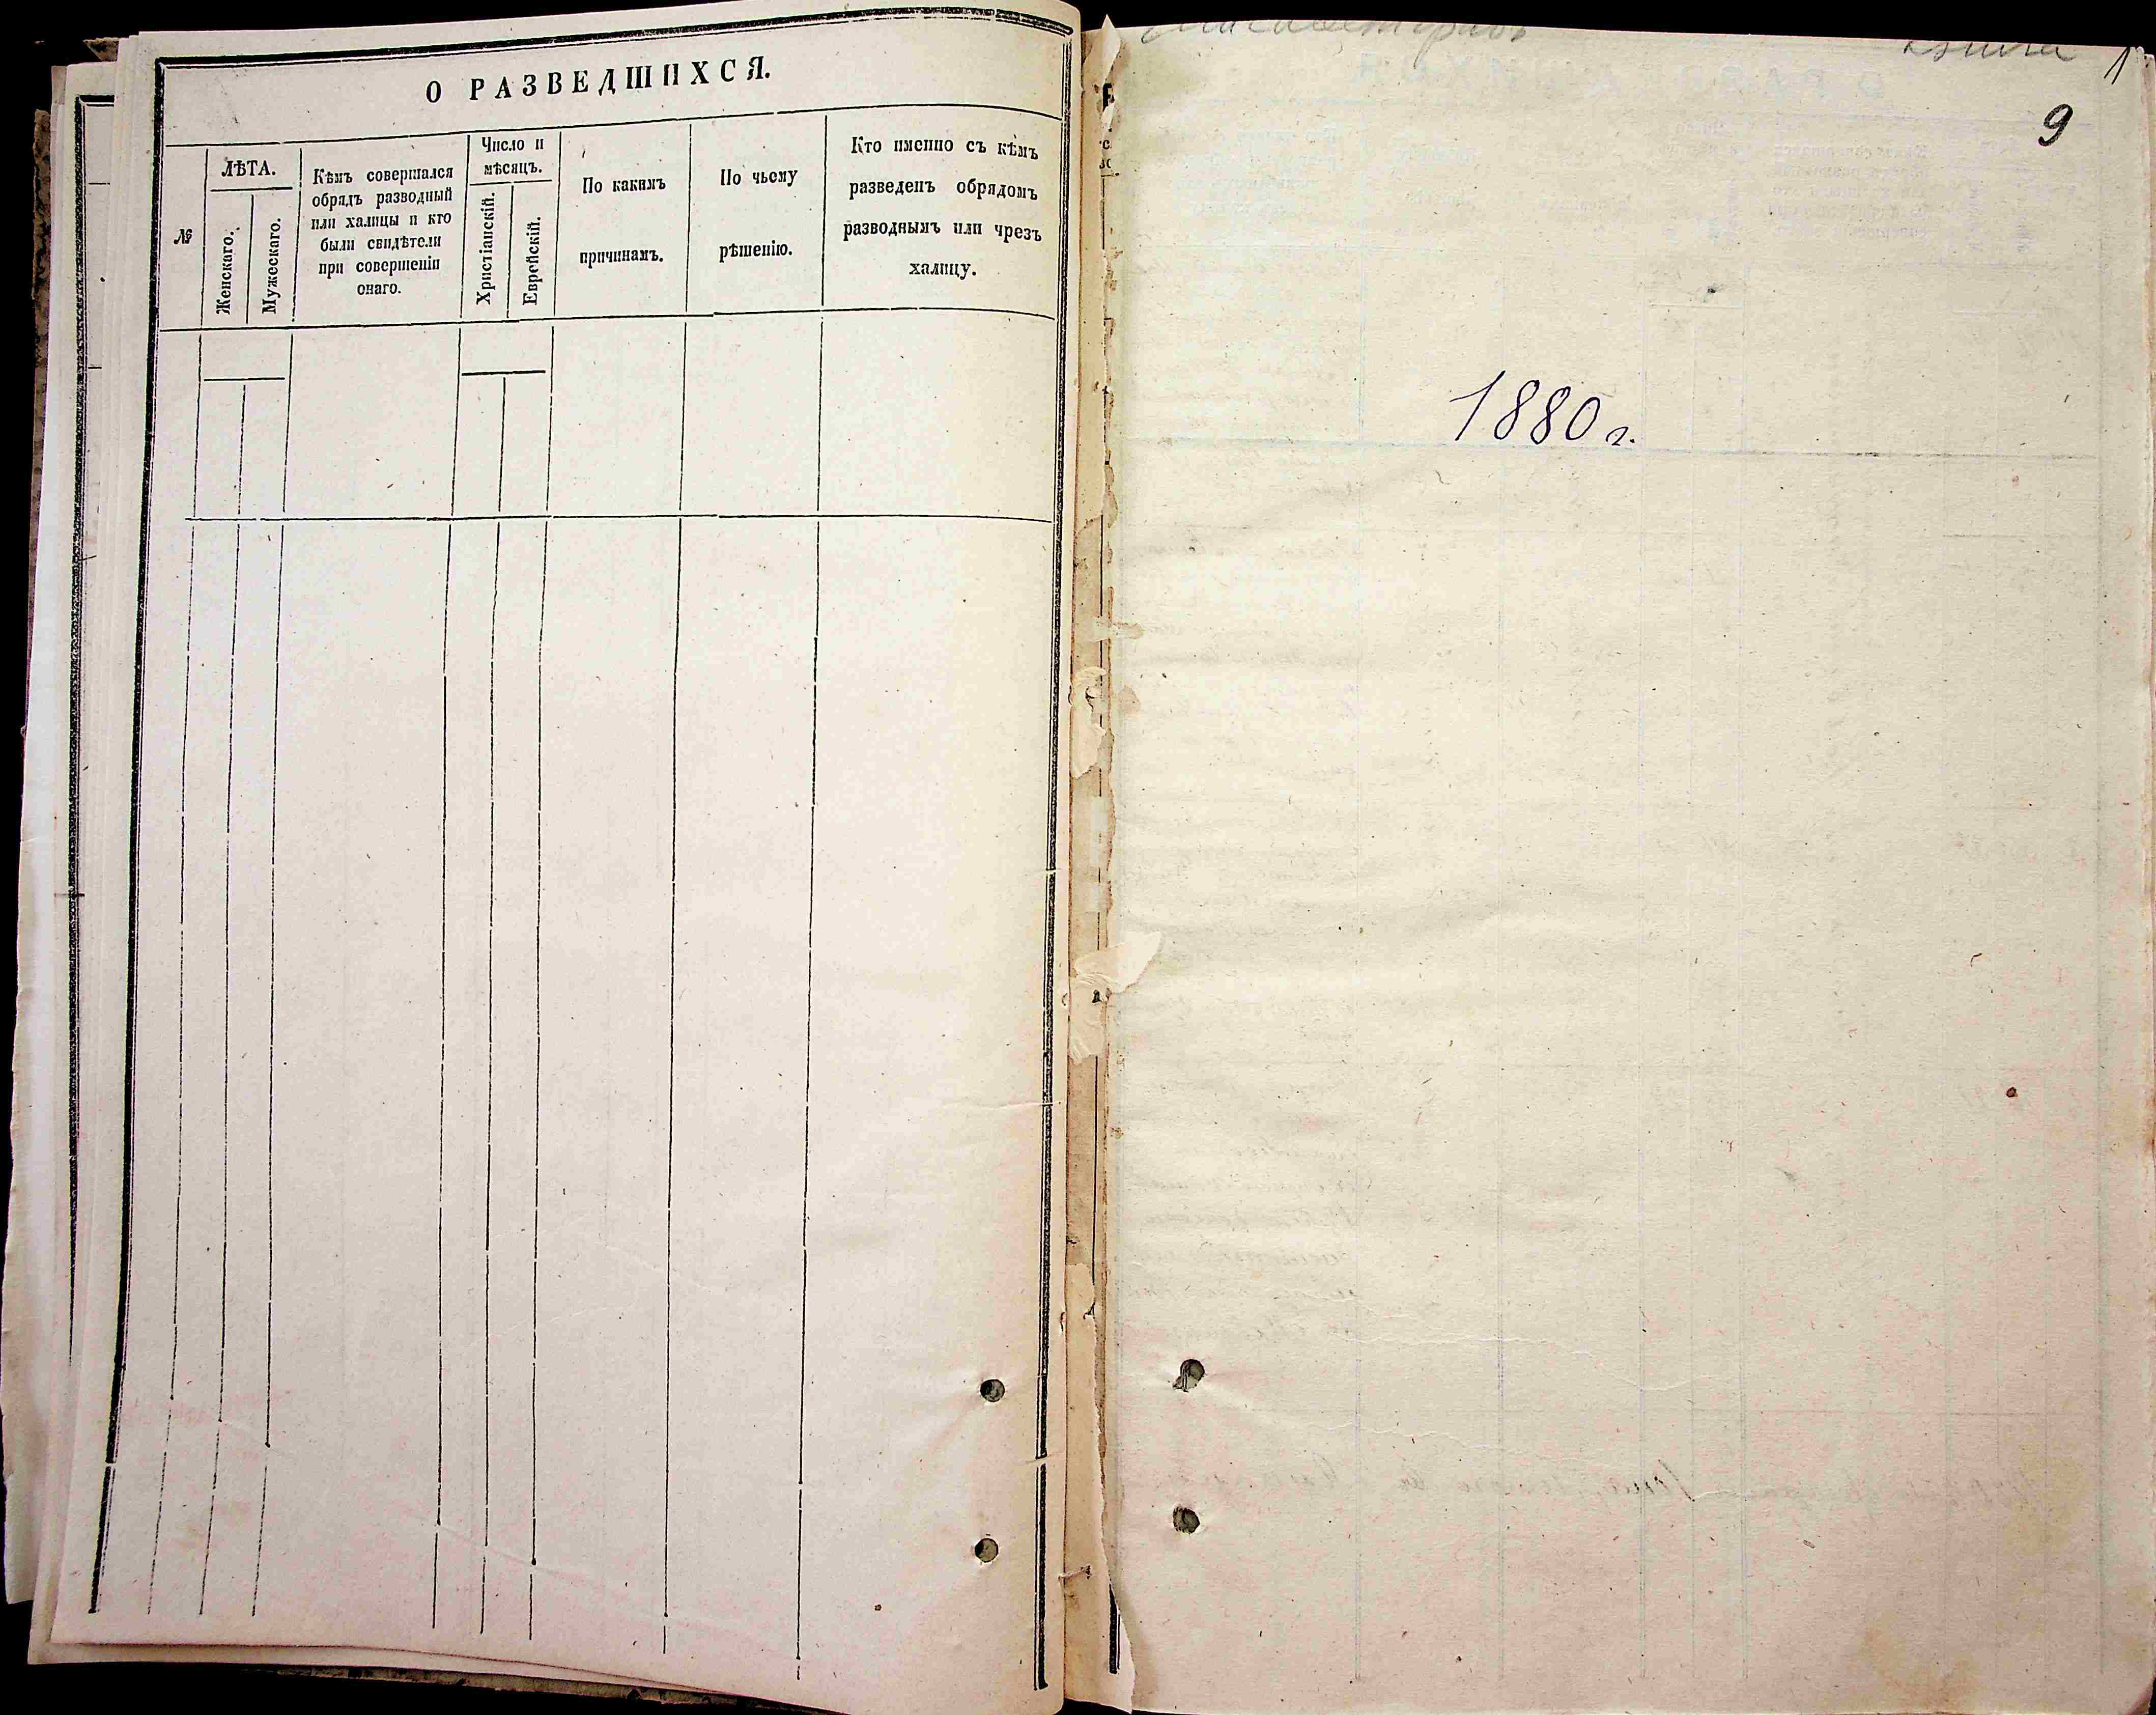 О РАЗВЕДШИХСЯ.
№
ЛѢТА.
Женскаго.
Мужескаго.
Кѣмъ совершался
обрядъ разводный
или халицы и кто
были свидѣтели
при совершеніи
онаго.
Число и
мѣсяцъ.
Христіанскій.
Еврейскій.
По какимъ
причинамъ.
По чьему
рѣшенію.
Кто именно съ кѣмъ
разведенъ обрядомъ
разводнымъ или чрезъ
халицу.
9
1880 г.